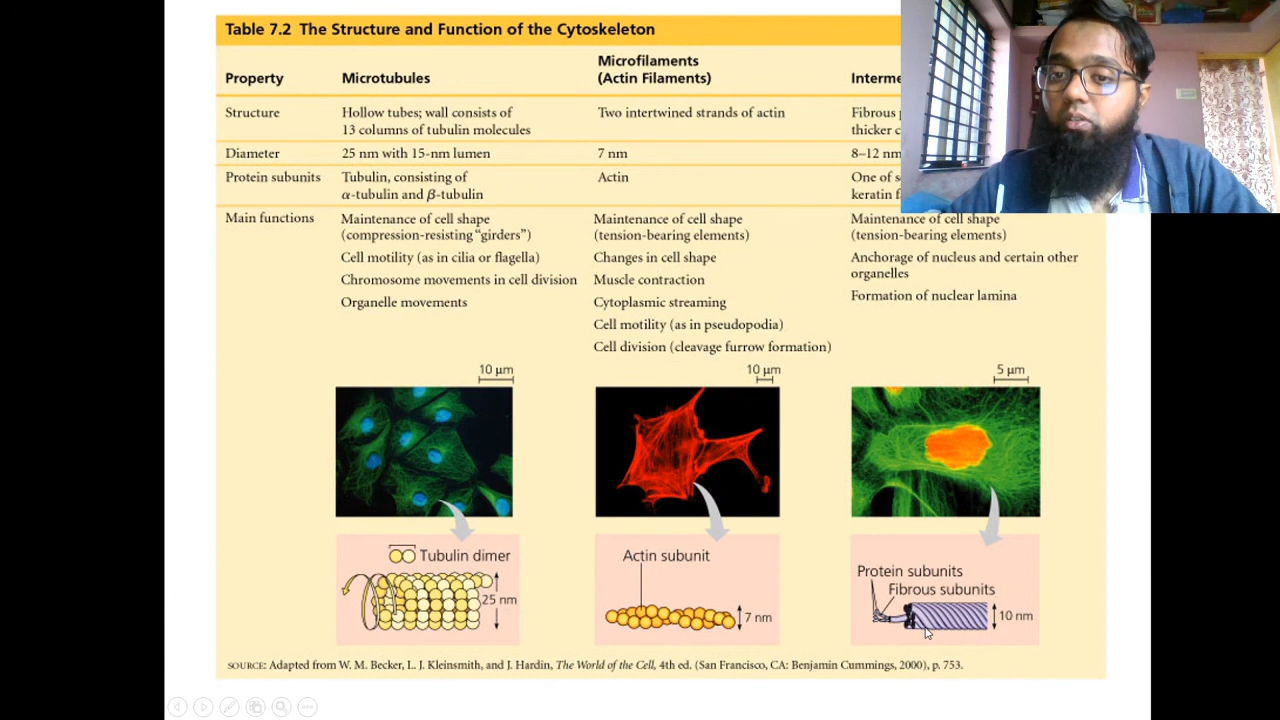 Table 7.2 The Structure and Function of the Cytoskeleton
Property
Microtubules
Microfilaments
(Actin Filaments)
Structure
Hollow tubes; wall consists of
13 columns of tubulin molecules
Two intertwined strands of actin
Fibrous
Diameter
25 nm with 15-nm lumen
7 nm
8–12 nm
Protein subunits
Tubulin, consisting of
α-tubulin and β-tubulin
Actin
One of
keratin
Main functions
Maintenance of cell shape
(compression-resisting “girders”)
Cell motility (as in cilia or flagella)
Chromosome movements in cell division
Organelle movements
Maintenance of cell shape
(tension-bearing elements)
Changes in cell shape
Muscle contraction
Cytoplasmic streaming
Cell motility (as in pseudopodia)
Cell division (cleavage furrow formation)
Maintenance of cell shape
(tension-bearing elements)
Anchorage of nucleus and certain other
organelles
Formation of nuclear lamina
10 µm
10 µm
5 µm
Tubulin dimer
25 nm
Actin subunit
7 nm
Protein subunits
Fibrous subunits
10 nm
SOURCE: Adapted from W. M. Becker, L. J. Kleinsmith, and J. Hardin, The World of the Cell, 4th ed. (San Francisco, CA: Benjamin Cummings, 2000), p. 753.